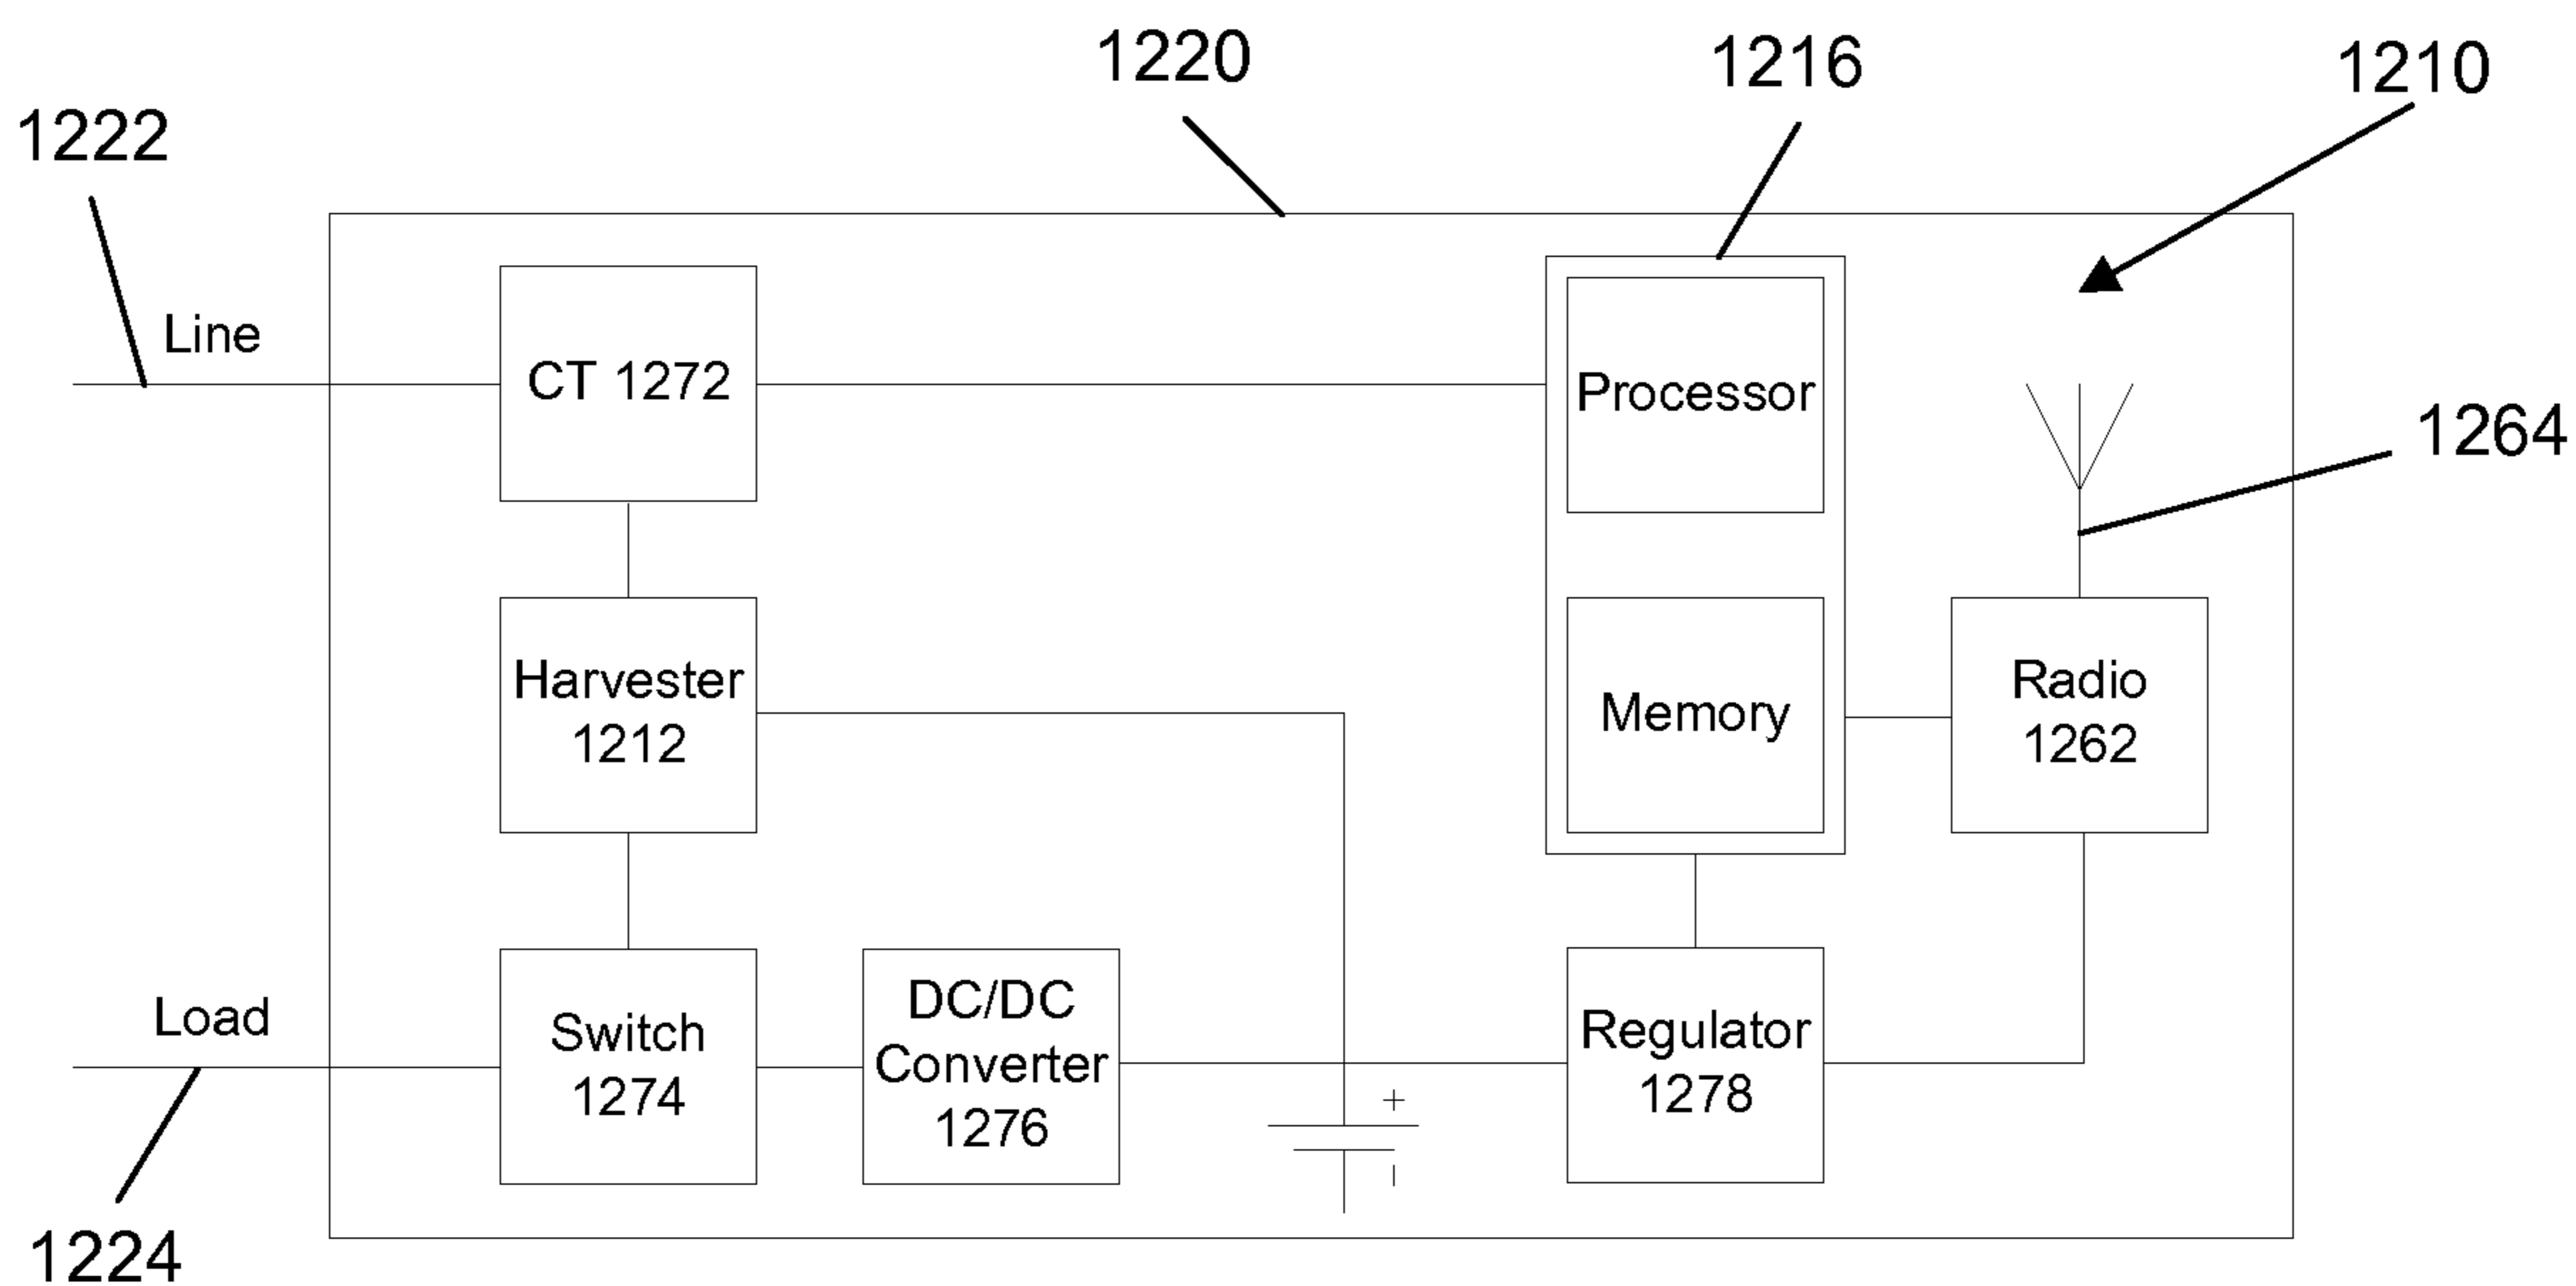 1220
1216
1210
1222
Line
CT 1272
Processor
1264
Harvester
1212
Memory
Radio
1262
Load
Switch
1274
DC/DC
Converter
1276
+
-
Regulator
1278
1224